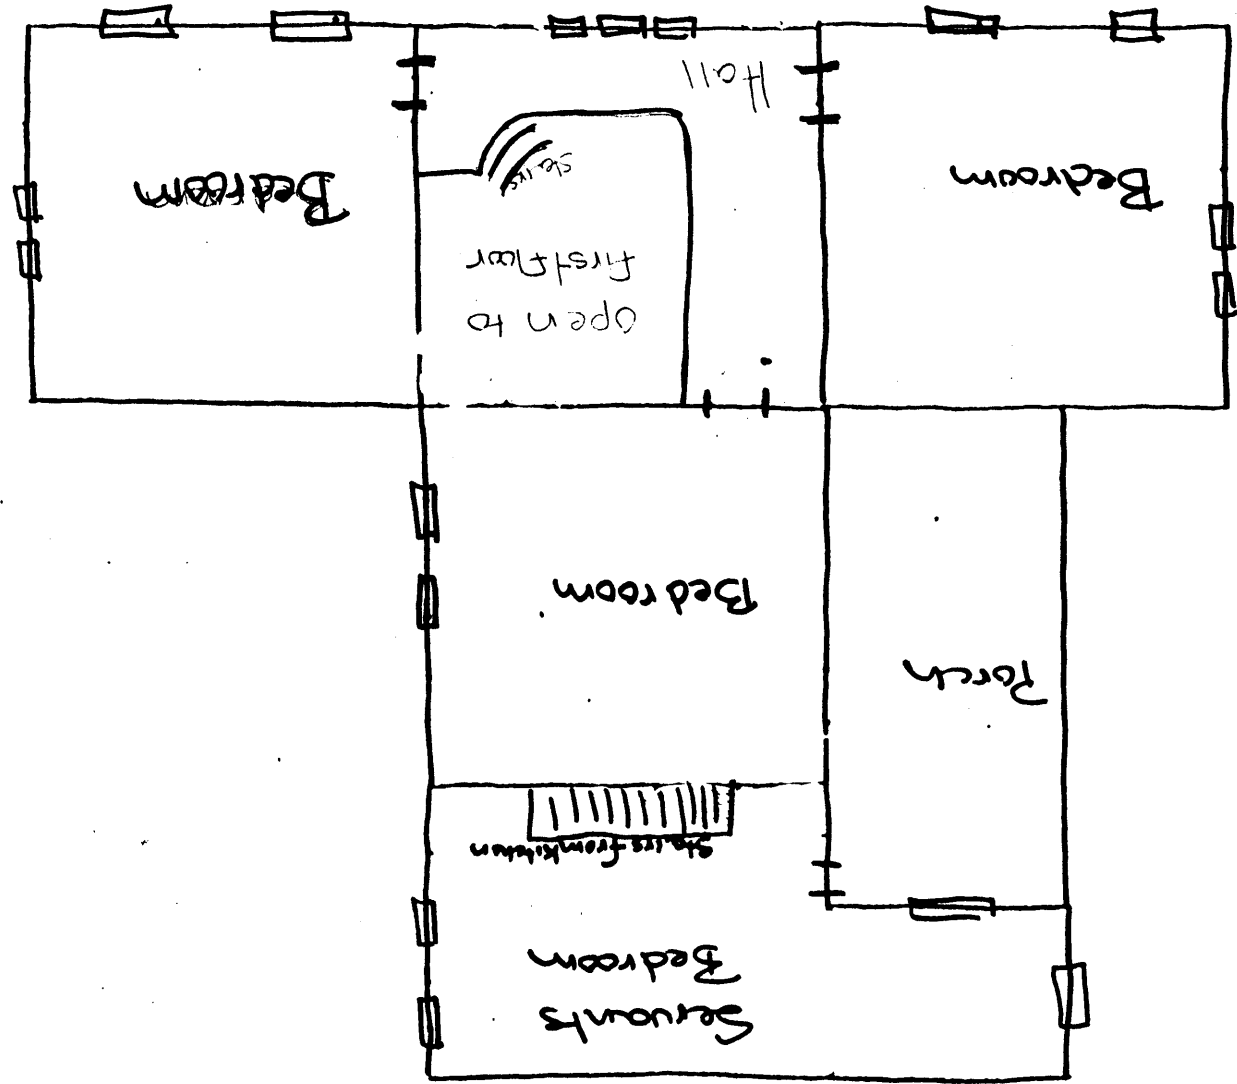 Servants
Bedroom
Stairs from Kitchen
Porch
Bedroom
open to
first floor
stairs
Bedroom
Bedroom
Hall